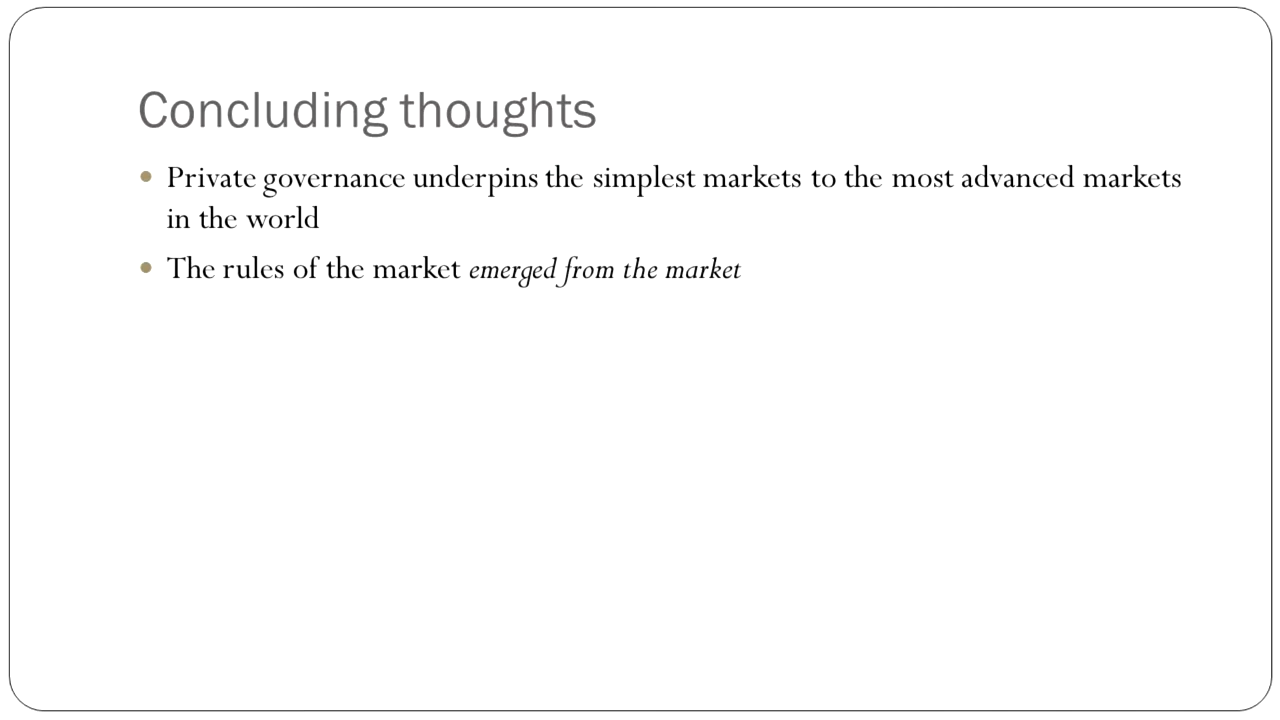 Concluding thoughts
Private governance underpins the simplest markets to the most advanced markets
in the world
The rules of the market emerged from the market